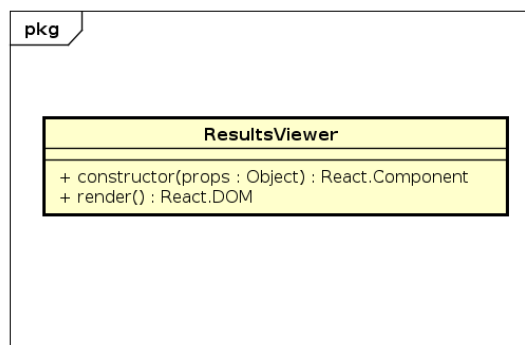 pkg
ResultsViewer
+ constructor(props : Object) : React.Component
+ render() : React.DOM